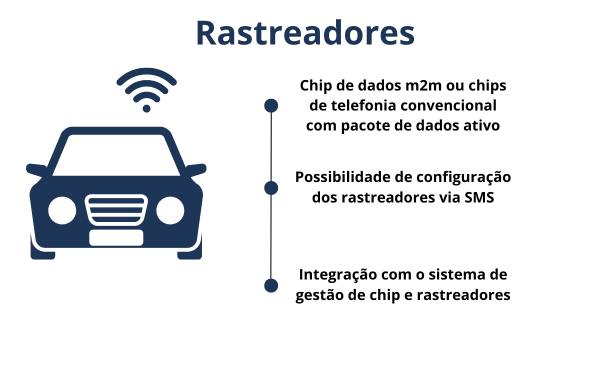 Rastreadores
Chip de dados m2m ou chips
de telefonia convencional
com pacote de dados ativo
Possibilidade de configuração
dos rastreadores via SMS
Integração com o sistema de
gestão de chip e rastreadores